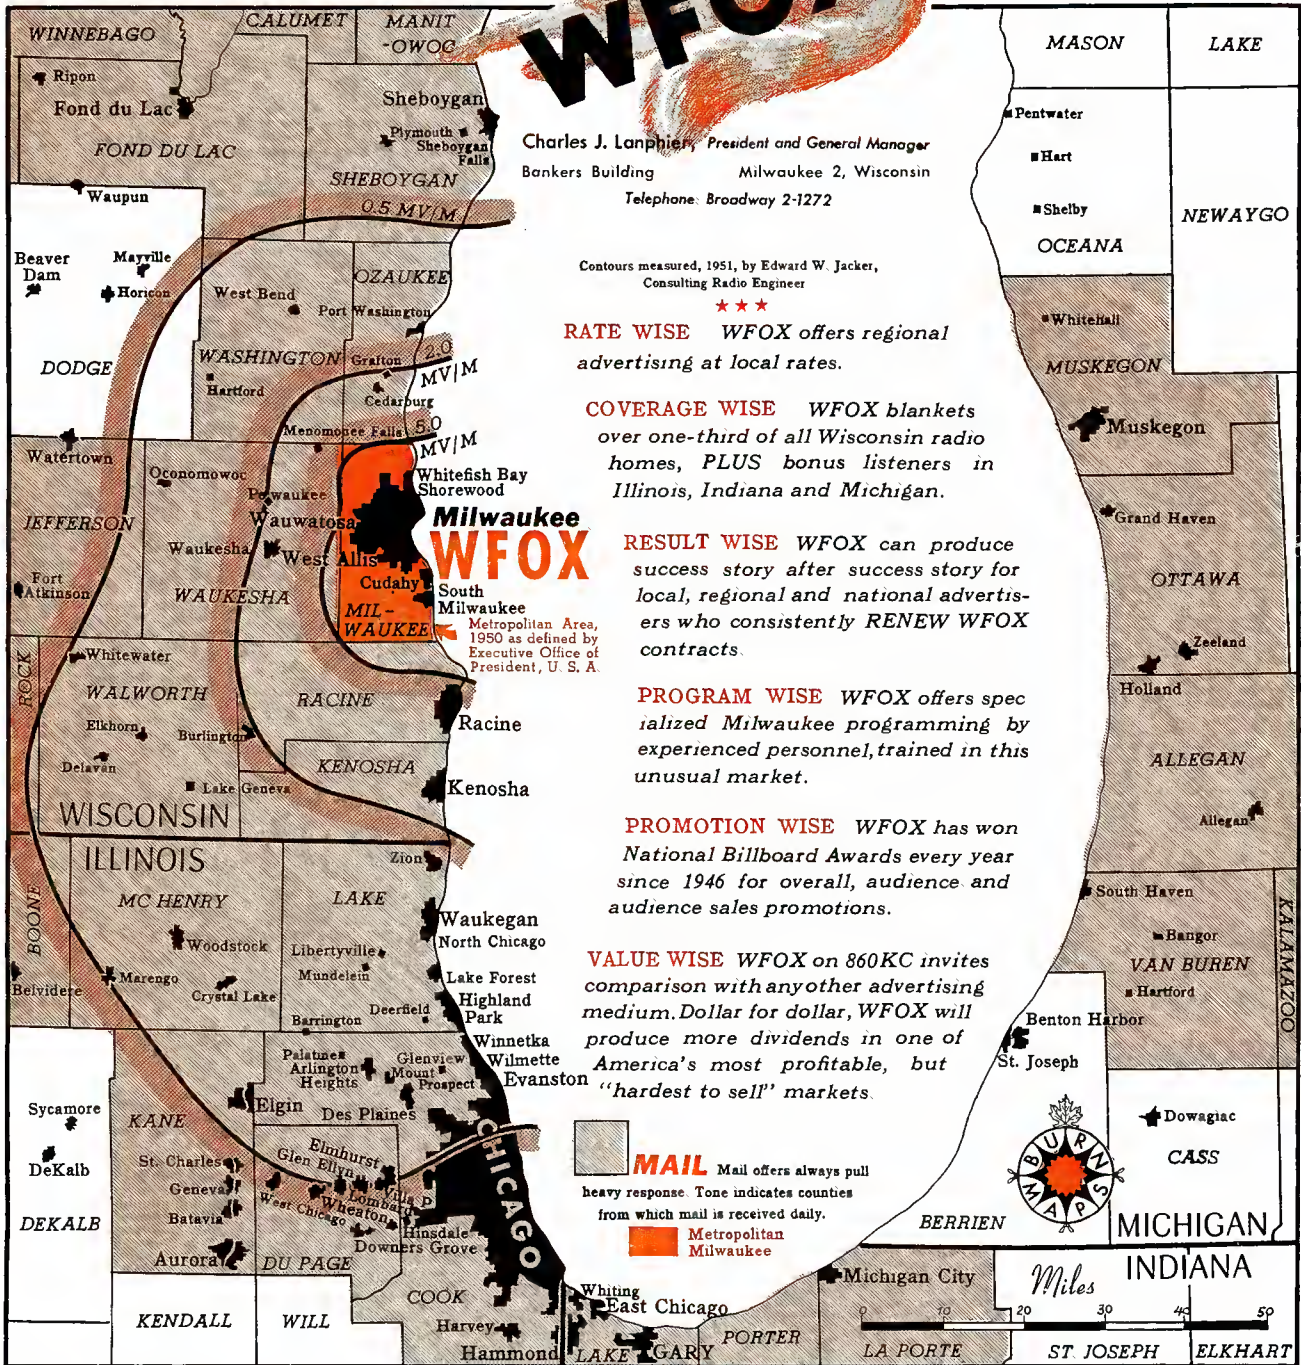 WFOX
Charles J. Lanphier, President and General Manager
Bankers Building Milwaukee 2, Wisconsin
Telephone: Broadway 2-1272
Contours measured, 1951, by Edward W. Jacker,
Consulting Radio Engineer
★★★
RATE WISE WFOX offers regional
advertising at local rates.
COVERAGE WISE WFOX blankets
over one-third of all Wisconsin radio
homes, PLUS bonus listeners in
Illinois, Indiana and Michigan.
RESULT WISE WFOX can produce
success story after success story for
local, regional and national advertis-
ers who consistently RENEW WFOX
contracts.
PROGRAM WISE WFOX offers spec
ialized Milwaukee programming by
experienced personnel, trained in this
unusual market.
PROMOTION WISE WFOX has won
National Billboard Awards every year
since 1946 for overall, audience and
audience sales promotions.
VALUE WISE WFOX on 860KC invites
comparison with any other advertising
medium. Dollar for dollar, WFOX will
produce more dividends in one of
America's most profitable, but
"hardest to sell" markets.
MAIL Mail offers always pull
heavy response. Tone indicates counties
from which mail is received daily.
Metropolitan
Milwaukee
WINNEBAGO
CALUMET
MANIT
-OWOC
Ripon
Fond du Lac
FOND DU LAC
Sheboygan
Plymouth
Sheboygan
Falls
SHEBOYGAN
0.5 MV/M
Waupun
Beaver
Dam
Mayville
Horicon
DODGE
West Bend
OZAUKEE
Port Washington
WASHINGTON
Grafton
2.0
MV/M
Hartford
Cedarburg
Menomonee Falls
5.0
MV/M
Watertown
Oconomowoc
Pewaukee
Whitefish Bay
Shorewood
Wauwatosa
Milwaukee
WFOX
JEFFERSON
Waukesha
West Allis
Cudahy
South
Milwaukee
Fort
Atkinson
WAUKESHA
MIL-
WAUKEE
Metropolitan Area,
1950 as defined by
Executive Office of
President, U. S. A.
ROCK
Whitewater
WALWORTH
RACINE
Racine
Elkhorn
Burlington
Delavan
Lake Geneva
KENOSHA
Kenosha
WISCONSIN
ILLINOIS
Zion
BOONE
MC HENRY
LAKE
Waukegan
North Chicago
Woodstock
Libertyville
Mundelein
Lake Forest
Belvidere
Marengo
Crystal Lake
Deerfield
Highland
Park
Barrington
Winnetka
Palatine
Arlington
Heights
Glenview
Mount
Prospect
Wilmette
Evanston
Elgin
Des Plaines
Sycamore
KANE
DeKalb
St. Charles
Elmhurst
Glen Ellyn
Geneva
Villa P
Lombard
Wheaton
West Chicago
Batavia
Hinsdale
Downers Grove
CHICAGO
DEKALB
Aurora
DU PAGE
COOK
KENDALL
WILL
Harvey
Hammond
Whiting
East Chicago
LAKE
GARY
PORTER
MASON
LAKE
Pentwater
Hart
Shelby
OCEANA
NEWAYGO
Whitehall
MUSKEGON
Muskegon
Grand Haven
OTTAWA
Zeeland
Holland
ALLEGAN
Allegan
South Haven
Bangor
VAN BUREN
KALAMAZOO
Hartford
Benton Harbor
St. Joseph
Dowagiac
CASS
BURN
MAPS
BERRIEN
MICHIGAN
INDIANA
Michigan City
Miles
0 10 20 30 40 50
LA PORTE
ST. JOSEPH
ELKHART